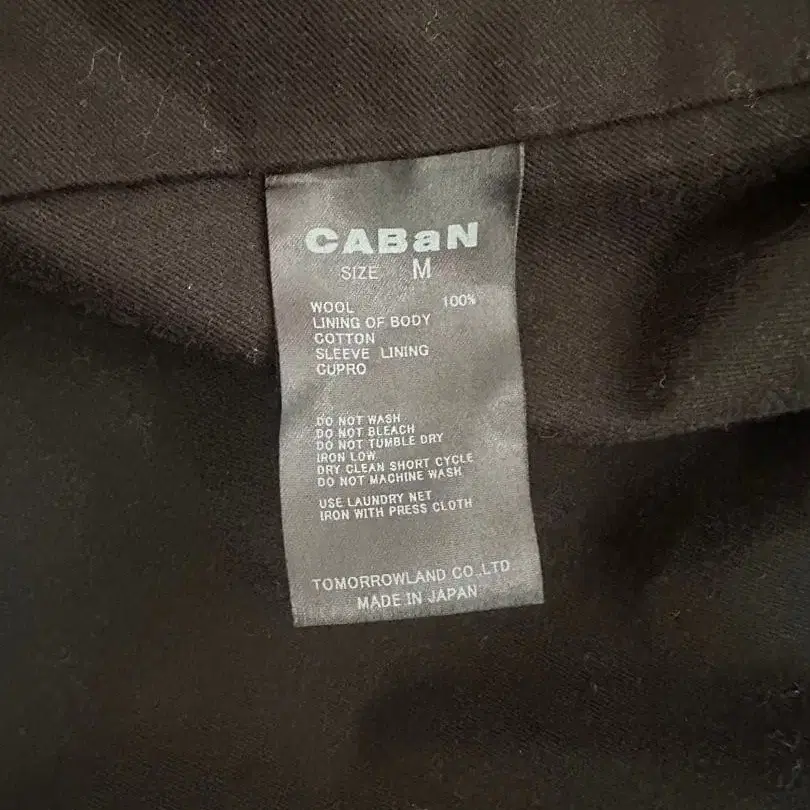 CABaN
SIZE M
WOOL 100%
LINING OF BODY
COTTON
SLEEVE LINING
CUPRO
DO NOT WASH
DO NOT BLEACH
DO NOT TUMBLE DRY
IRON LOW
DRY CLEAN SHORT CYCLE
DO NOT MACHINE WASK
USE LAUNDRY NET
IRON WITH PRESS CLOTH
TOMORROWLAND CO.,LTD.
MADE IN JAPAN